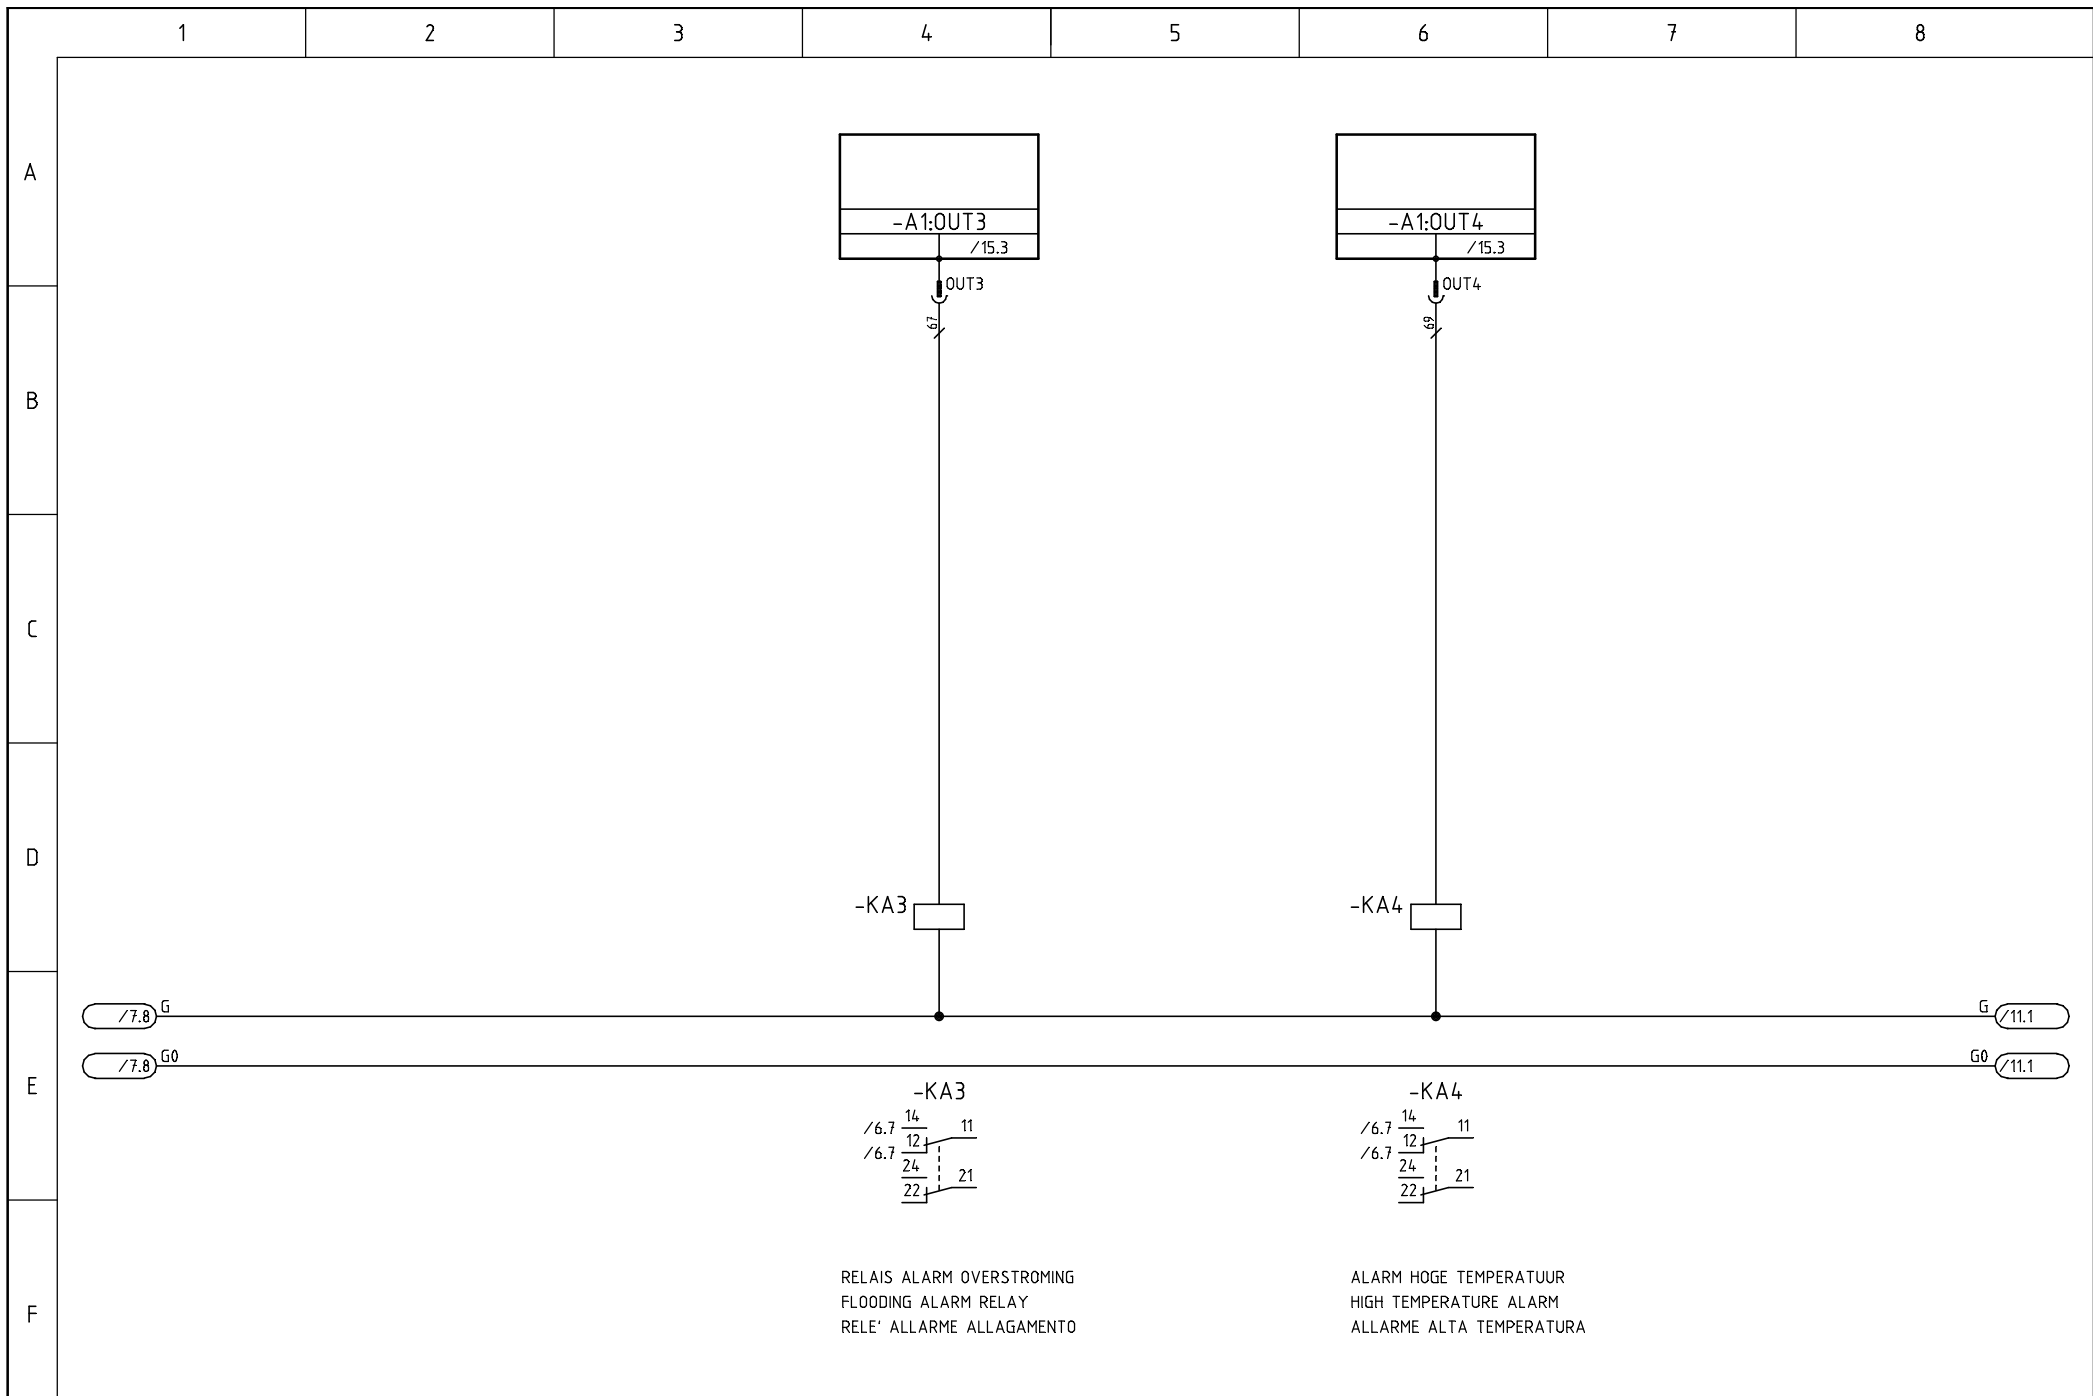 1 2 3 4 5 6 7 8
A
-A1:OUT3 -A1:OUT4
/15.3 /15.3
OUT3 OUT4
67 69
B
C
D
-KA3 -KA4
G G
/7.8 /11.1
G0 G0
/7.8 /11.1
E
-KA3 -KA4
14 14
/6.7 11 /6.7 11
12 12
/6.7 /6.7
24 24
21 21
22 22
RELAIS ALARM OVERSTROMING
FLOODING ALARM RELAY
RELE' ALLARME ALLAGAMENTO
ALARM HOGE TEMPERATUUR
HIGH TEMPERATURE ALARM
ALLARME ALTA TEMPERATURA
F